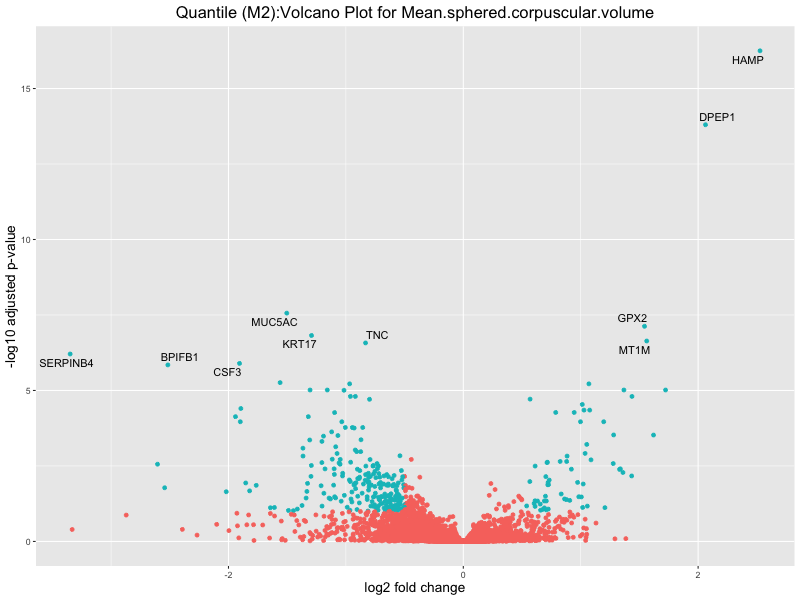 Quantile (M2):Volcano Plot for Mean.sphered.corpuscular.volume
HAMP
15
DPEP1
-log10 adjusted p-value
10
GPX2
MUC5AC
TNC
KRT17
MT1M
BPIFB1
SERPINB4
CSF3
5
0
-2
0
2
log2 fold change